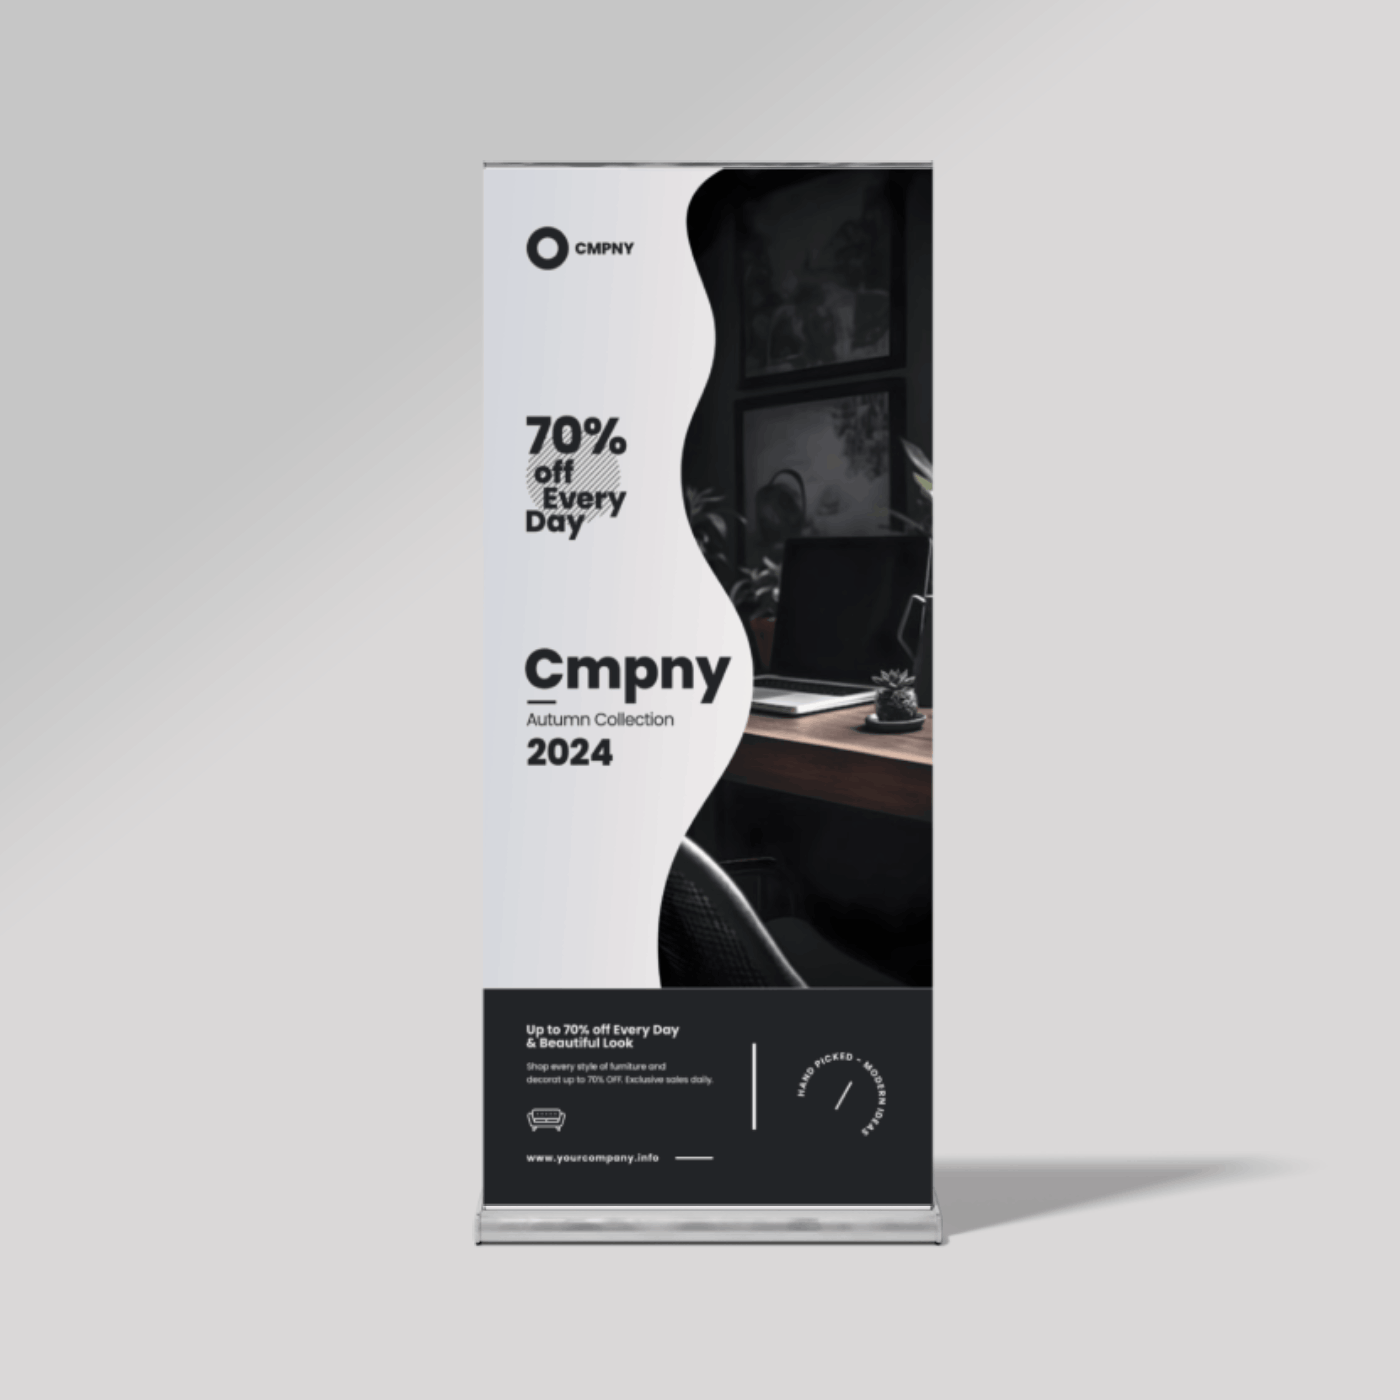 CMPNY
70%
off
Every
Day
Cmpny
Autumn Collection
2024
Up to 70% off Every Day
& Beautiful Look
Shop every style of furniture and
decorat up to 70% OFF. Exclusive sales daily.
www.yourcompany.info
HAND PICKED - MODERN IDEAS